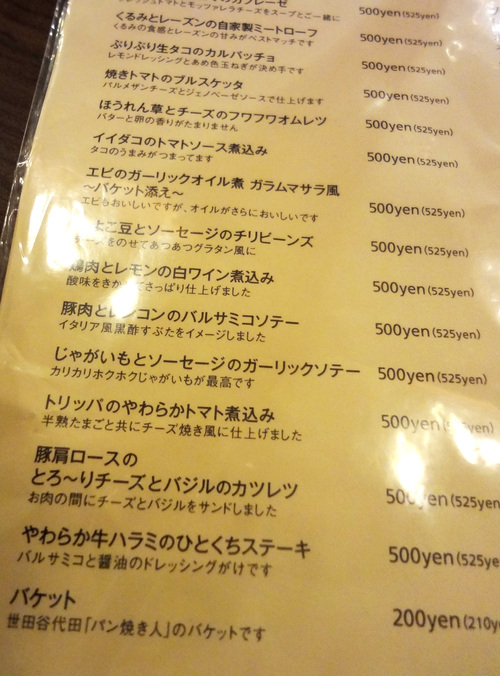 500yen(525yen)
くるみとレーズンの自家製ミートローフ 500yen(525yen)
くるみの食感とレーズンの甘みがベストマッチです
ぷりぷり生タコのカルパッチョ 500yen(525yen)
レモンドレッシングとあめ色玉ねぎが決め手です
焼きトマトのブルスケッタ 500yen(525yen)
パルメザンチーズとジェノベーゼソースで仕上げます
ほうれん草とチーズのフワフワオムレツ 500yen(525yen)
バターと卵の香りがたまりません
イイダコのトマトソース煮込み 500yen(525yen)
タコのうまみがつまってます
エビのガーリックオイル煮 ガラムマサラ風
～バケット添え～ 500yen(525yen)
エビもおいしいですが、オイルがさらにおいしいです
よこ豆とソーセージのチリビーンズ 500yen(525yen)
チーズをのせてあつあつグラタン風に
鶏肉とレモンの白ワイン煮込み 500yen(525yen)
酸味をきかせてさっぱり仕上げました
豚肉とレンコンのバルサミコソテー 500yen(525yen)
イタリア風黒酢すぶたをイメージしました
じゃがいもとソーセージのガーリックソテー 500yen(525yen)
カリカリホクホクじゃがいもが最高です
トリッパのやわらかトマト煮込み 500yen(525yen)
半熟たまごと共にチーズ焼き風に仕上げました
豚肩ロースの
とろ～りチーズとバジルのカツレツ 500yen(525yen)
お肉の間にチーズとバジルをサンドしました
やわらか牛ハラミのひとくちステーキ 500yen(525ye
バルサミコと醤油のドレッシングがけです
バケット 200yen(210y
世田谷代田「パン焼き人」のバケットです